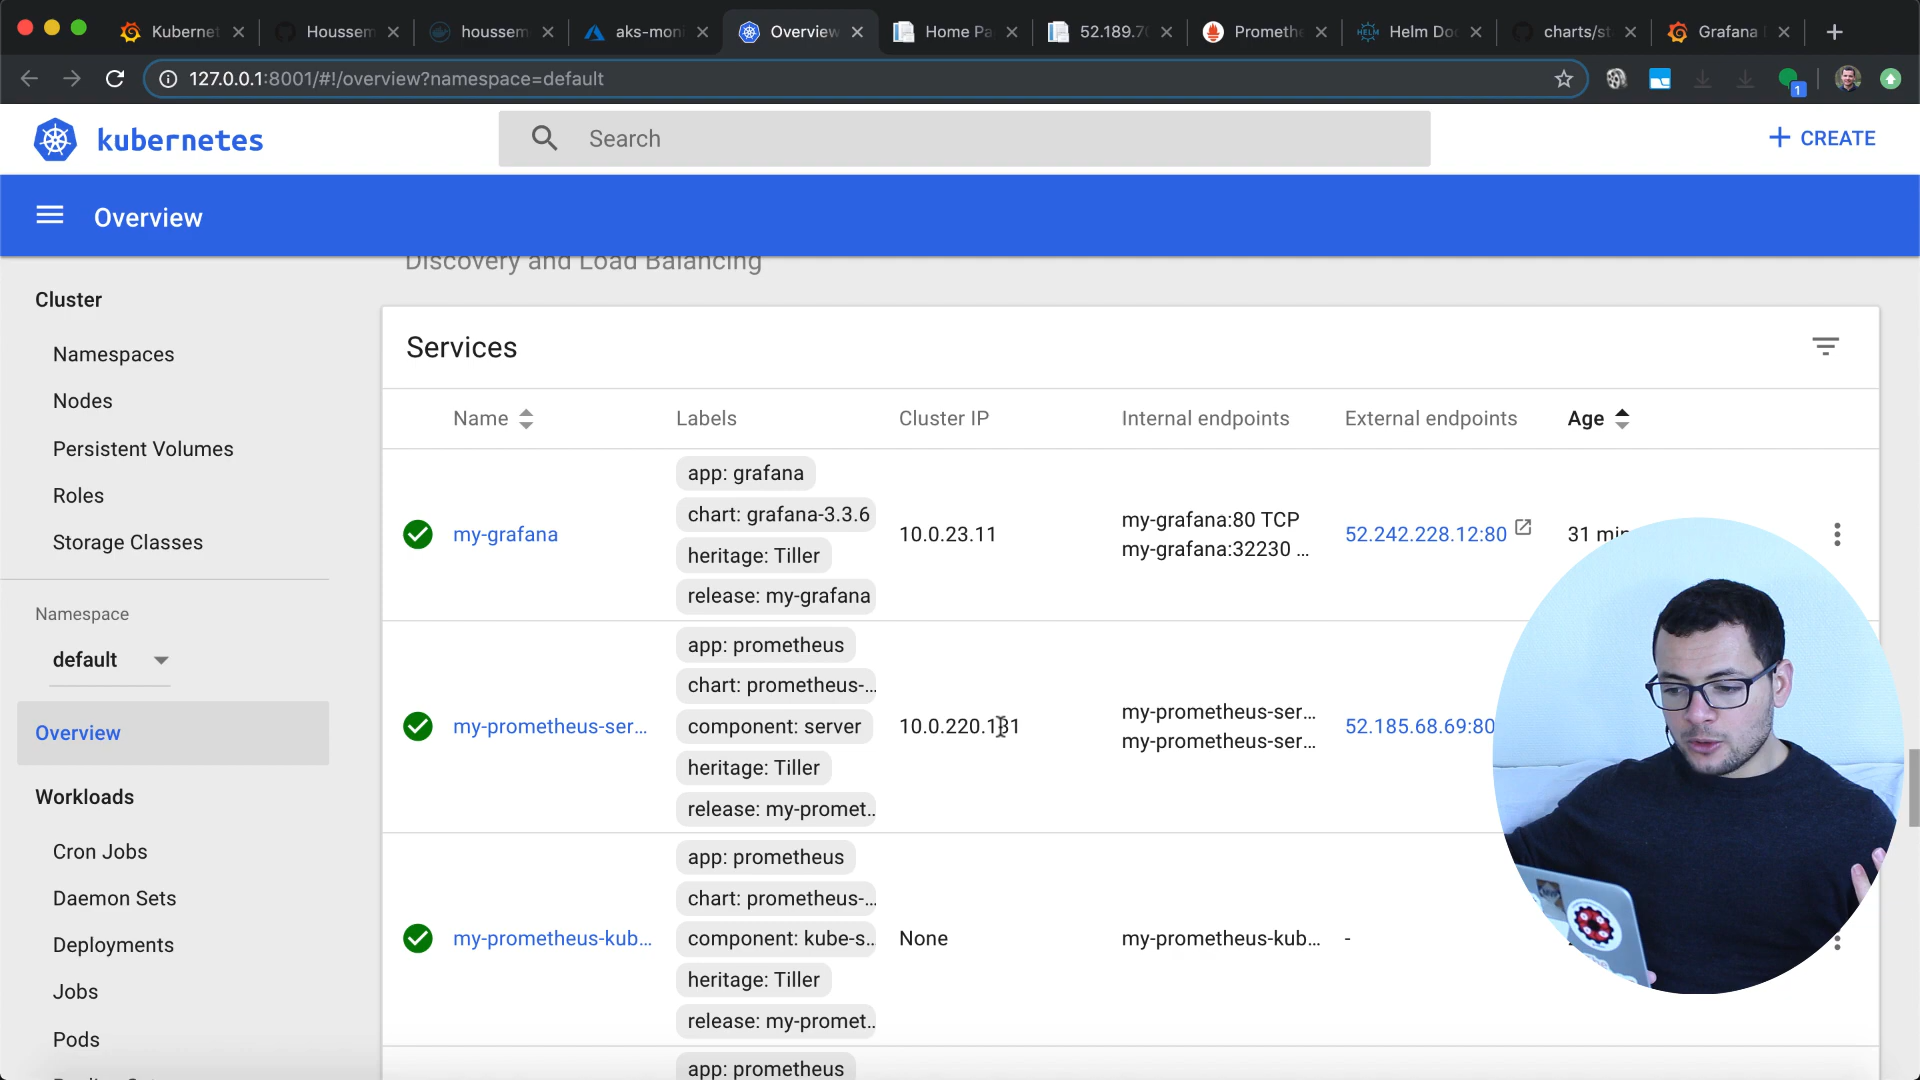 Kubernet
Houssem
houssem
aks-moni
Overview
Home Pa
52.189.70
Promethe
HELM
Helm Doc
charts/st
Grafana
127.0.0.1:8001/#!/overview?namespace=default
1
kubernetes
Search
CREATE
Overview
Discovery and Load Balancing
Cluster
Namespaces
Nodes
Persistent Volumes
Roles
Storage Classes
Namespace
default
Overview
Workloads
Cron Jobs
Daemon Sets
Deployments
Jobs
Pods
Services
Name Labels Cluster IP Internal endpoints External endpoints Age
my-grafana
app: grafana
chart: grafana-3.3.6
heritage: Tiller
release: my-grafana
10.0.23.11
my-grafana:80 TCP
my-grafana:32230 ...
52.242.228.12:80
31 min
my-prometheus-ser...
app: prometheus
chart: prometheus-...
component: server
heritage: Tiller
release: my-promet...
my-prometheus-ser...
my-prometheus-ser...
52.185.68.69:80
my-prometheus-kub...
app: prometheus
chart: prometheus-...
component: kube-s...
heritage: Tiller
release: my-promet...
None
my-prometheus-kub...
-
app: prometheus